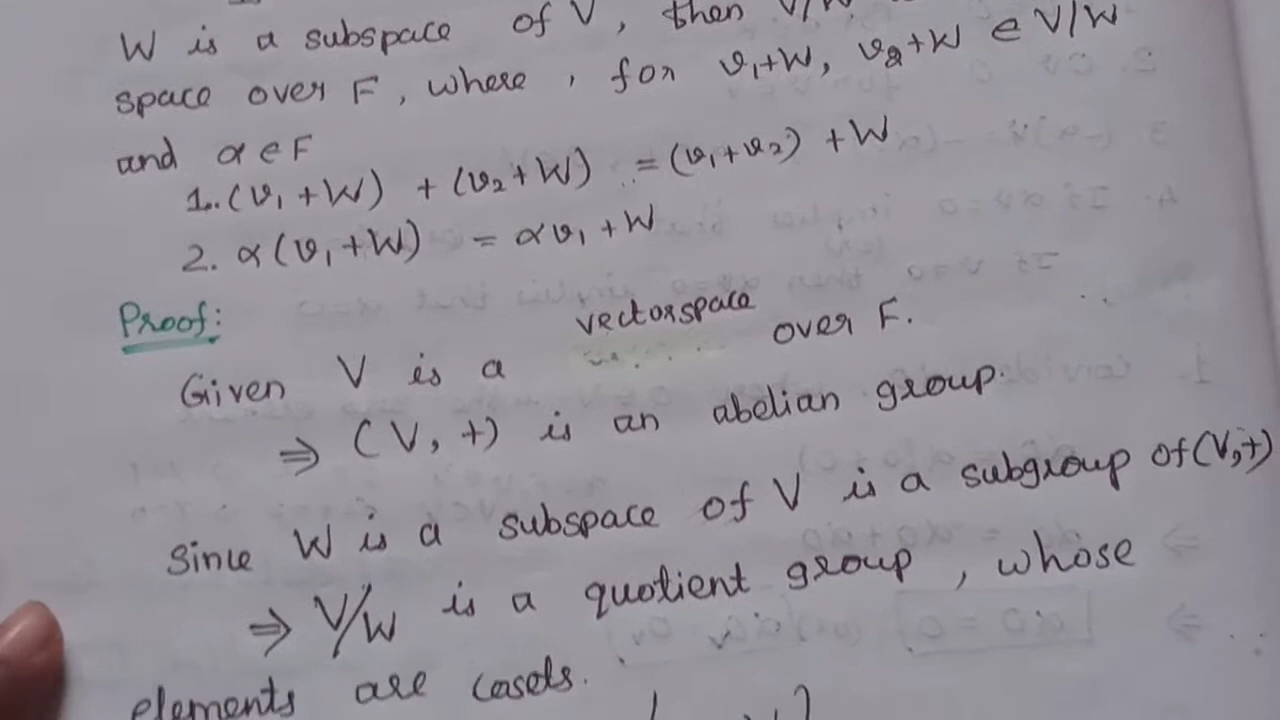 W is a subspace of V, then V/W
space over F, where, for v₁+W, v₂+W ∈ V/W
and α ∈ F
1. (v₁ + W) + (v₂ + W) = (v₁ + v₂) + W
2. α (v₁ + W) = αv₁ + W
Proof:
Given V is a vectorspace over F.
⇒ (V, +) is an abelian group.
Since W is a subspace of V is a subgroup of (V,+)
⇒ V/W is a quotient group, whose
elements are cosets.